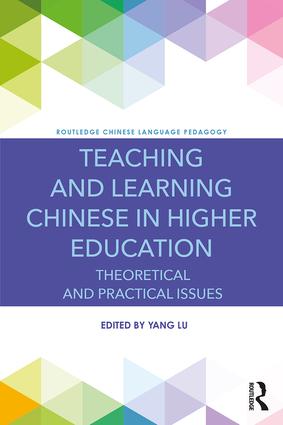 ROUTLEDGE CHINESE LANGUAGE PEDAGOGY
TEACHING
AND LEARNING
CHINESE IN HIGHER
EDUCATION
THEORETICAL
AND PRACTICAL ISSUES
EDITED BY YANG LU
ROUTLEDGE